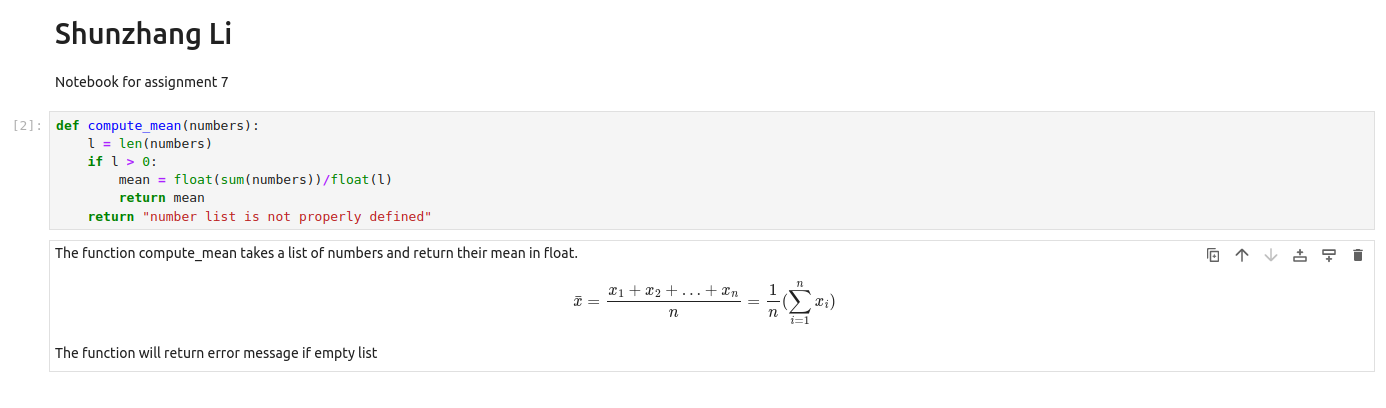 Shunzhang Li
Notebook for assignment 7
[2]: def compute_mean(numbers):
    l = len(numbers)
    if l > 0:
        mean = float(sum(numbers))/float(l)
        return mean
    return "number list is not properly defined"
The function compute_mean takes a list of numbers and return their mean in float.
x̄ = \frac{x_1 + x_2 + … + x_n}{n} = \frac{1}{n}(\sum_{i=1}^{n} x_i)
The function will return error message if empty list